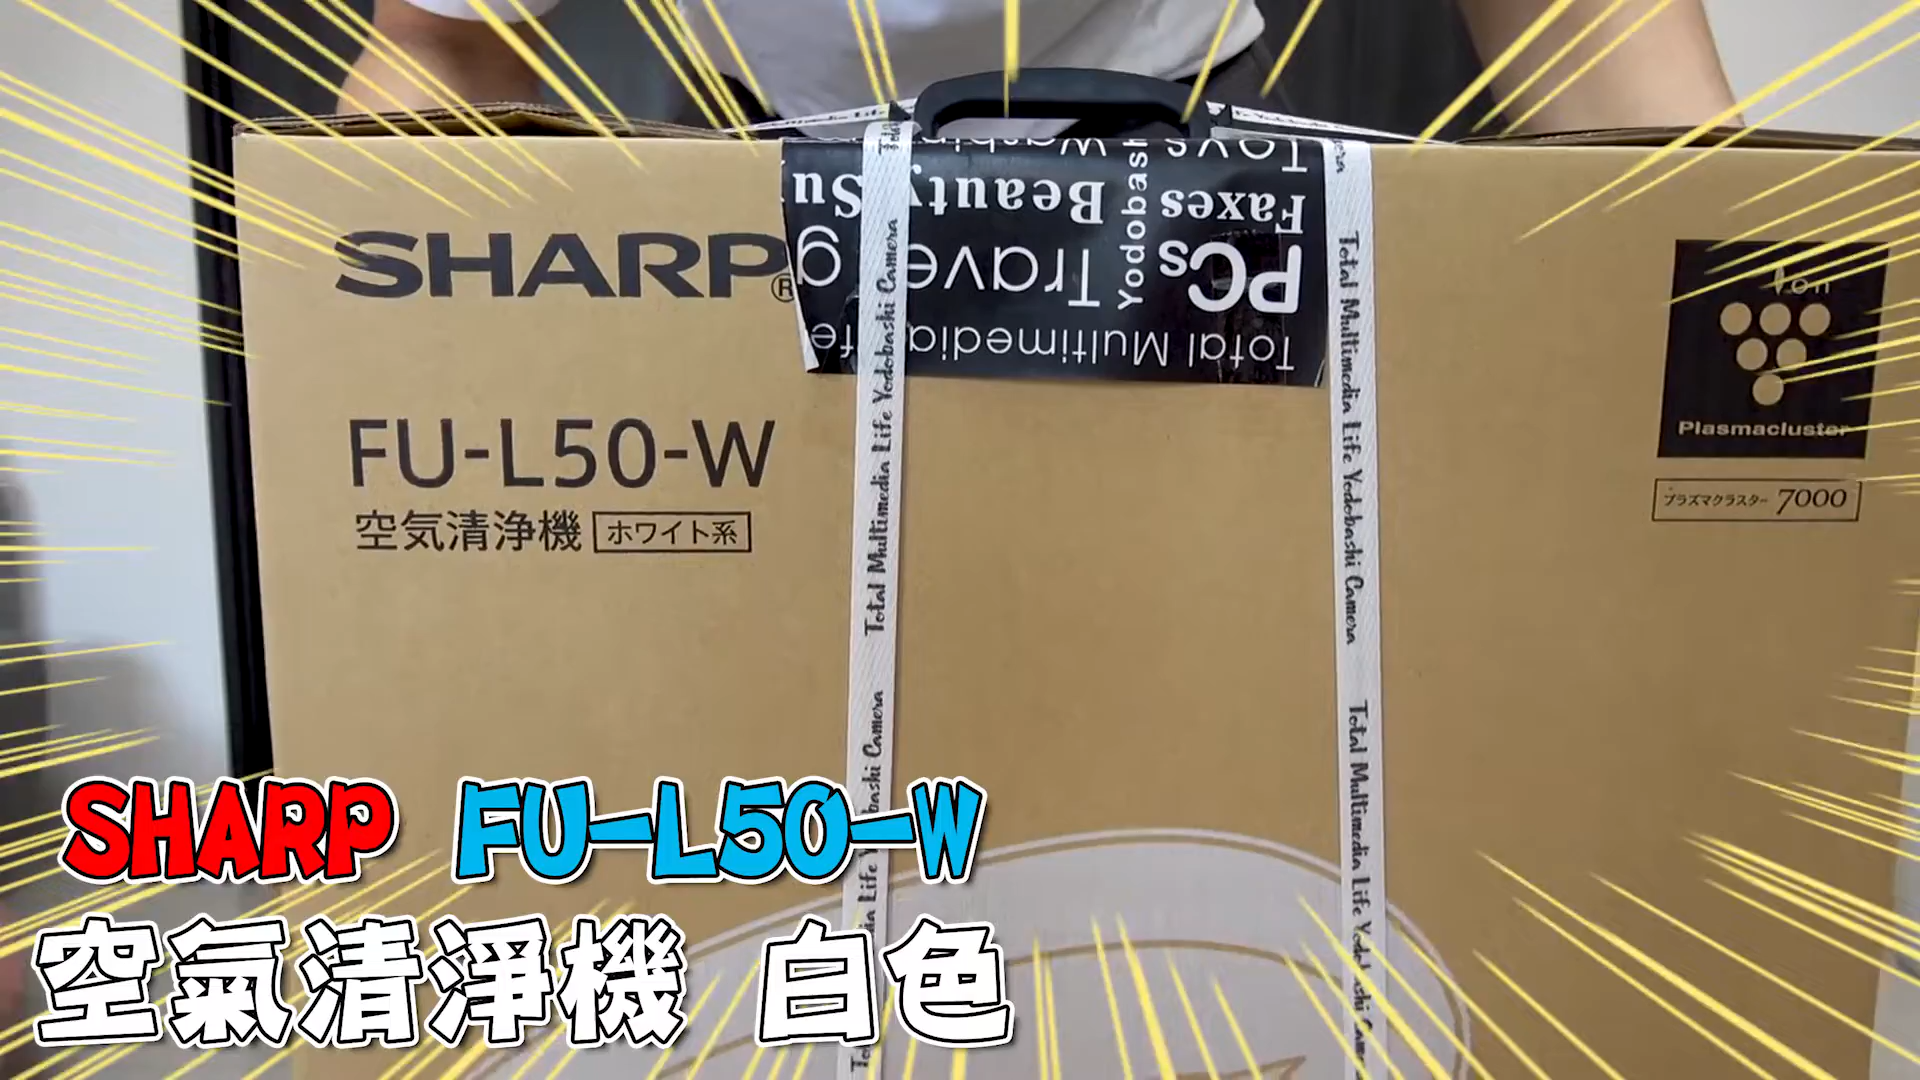 SHARP®
FU-L50-W
空気清浄機 ホワイト系
Toys
Faxes Beauty
PCs Travel
Total Multimedia
Yodobashi
Total Multimedia Life Yodobashi Camera
Total Multimedia Life Yodobashi Camera
Total Multimedia Life
ion
Plasmacluster
プラズマクラスター 7000
SHARP FU-L50-W
空氣清淨機 白色